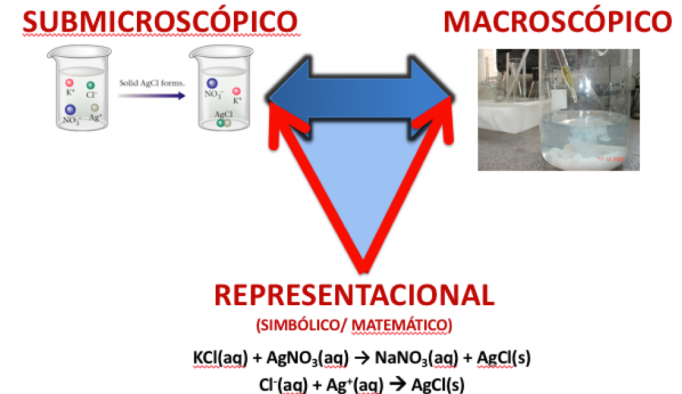 SUBMICROSCÓPICO
MACROSCÓPICO
Solid AgCl forms.
K⁺
Cl⁻
NO₃⁻
Ag⁺
NO₃⁻
K⁺
AgCl
REPRESENTACIONAL
(SIMBÓLICO/ MATEMÁTICO)
KCl(aq) + AgNO₃(aq) → NaNO₃(aq) + AgCl(s)
Cl⁻(aq) + Ag⁺(aq) → AgCl(s)